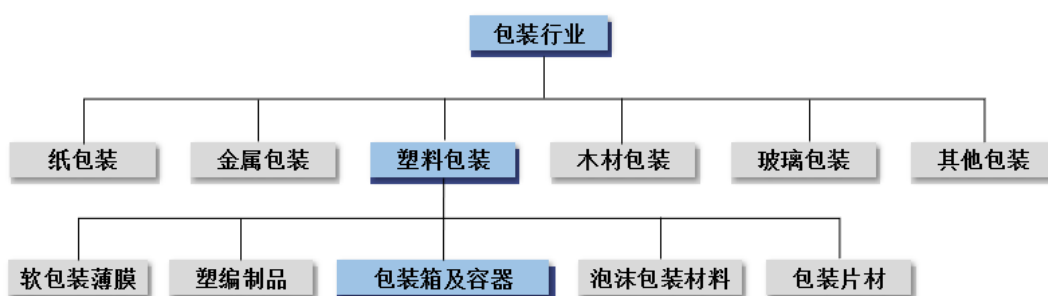 包装行业
纸包装 金属包装 塑料包装 木材包装 玻璃包装 其他包装
软包装薄膜 塑编制品 包装箱及容器 泡沫包装材料 包装片材